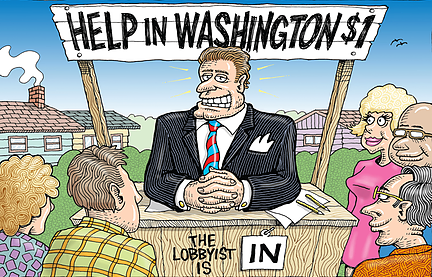 HELP IN WASHINGTON $1
THE
LOBBYIST
IS
IN